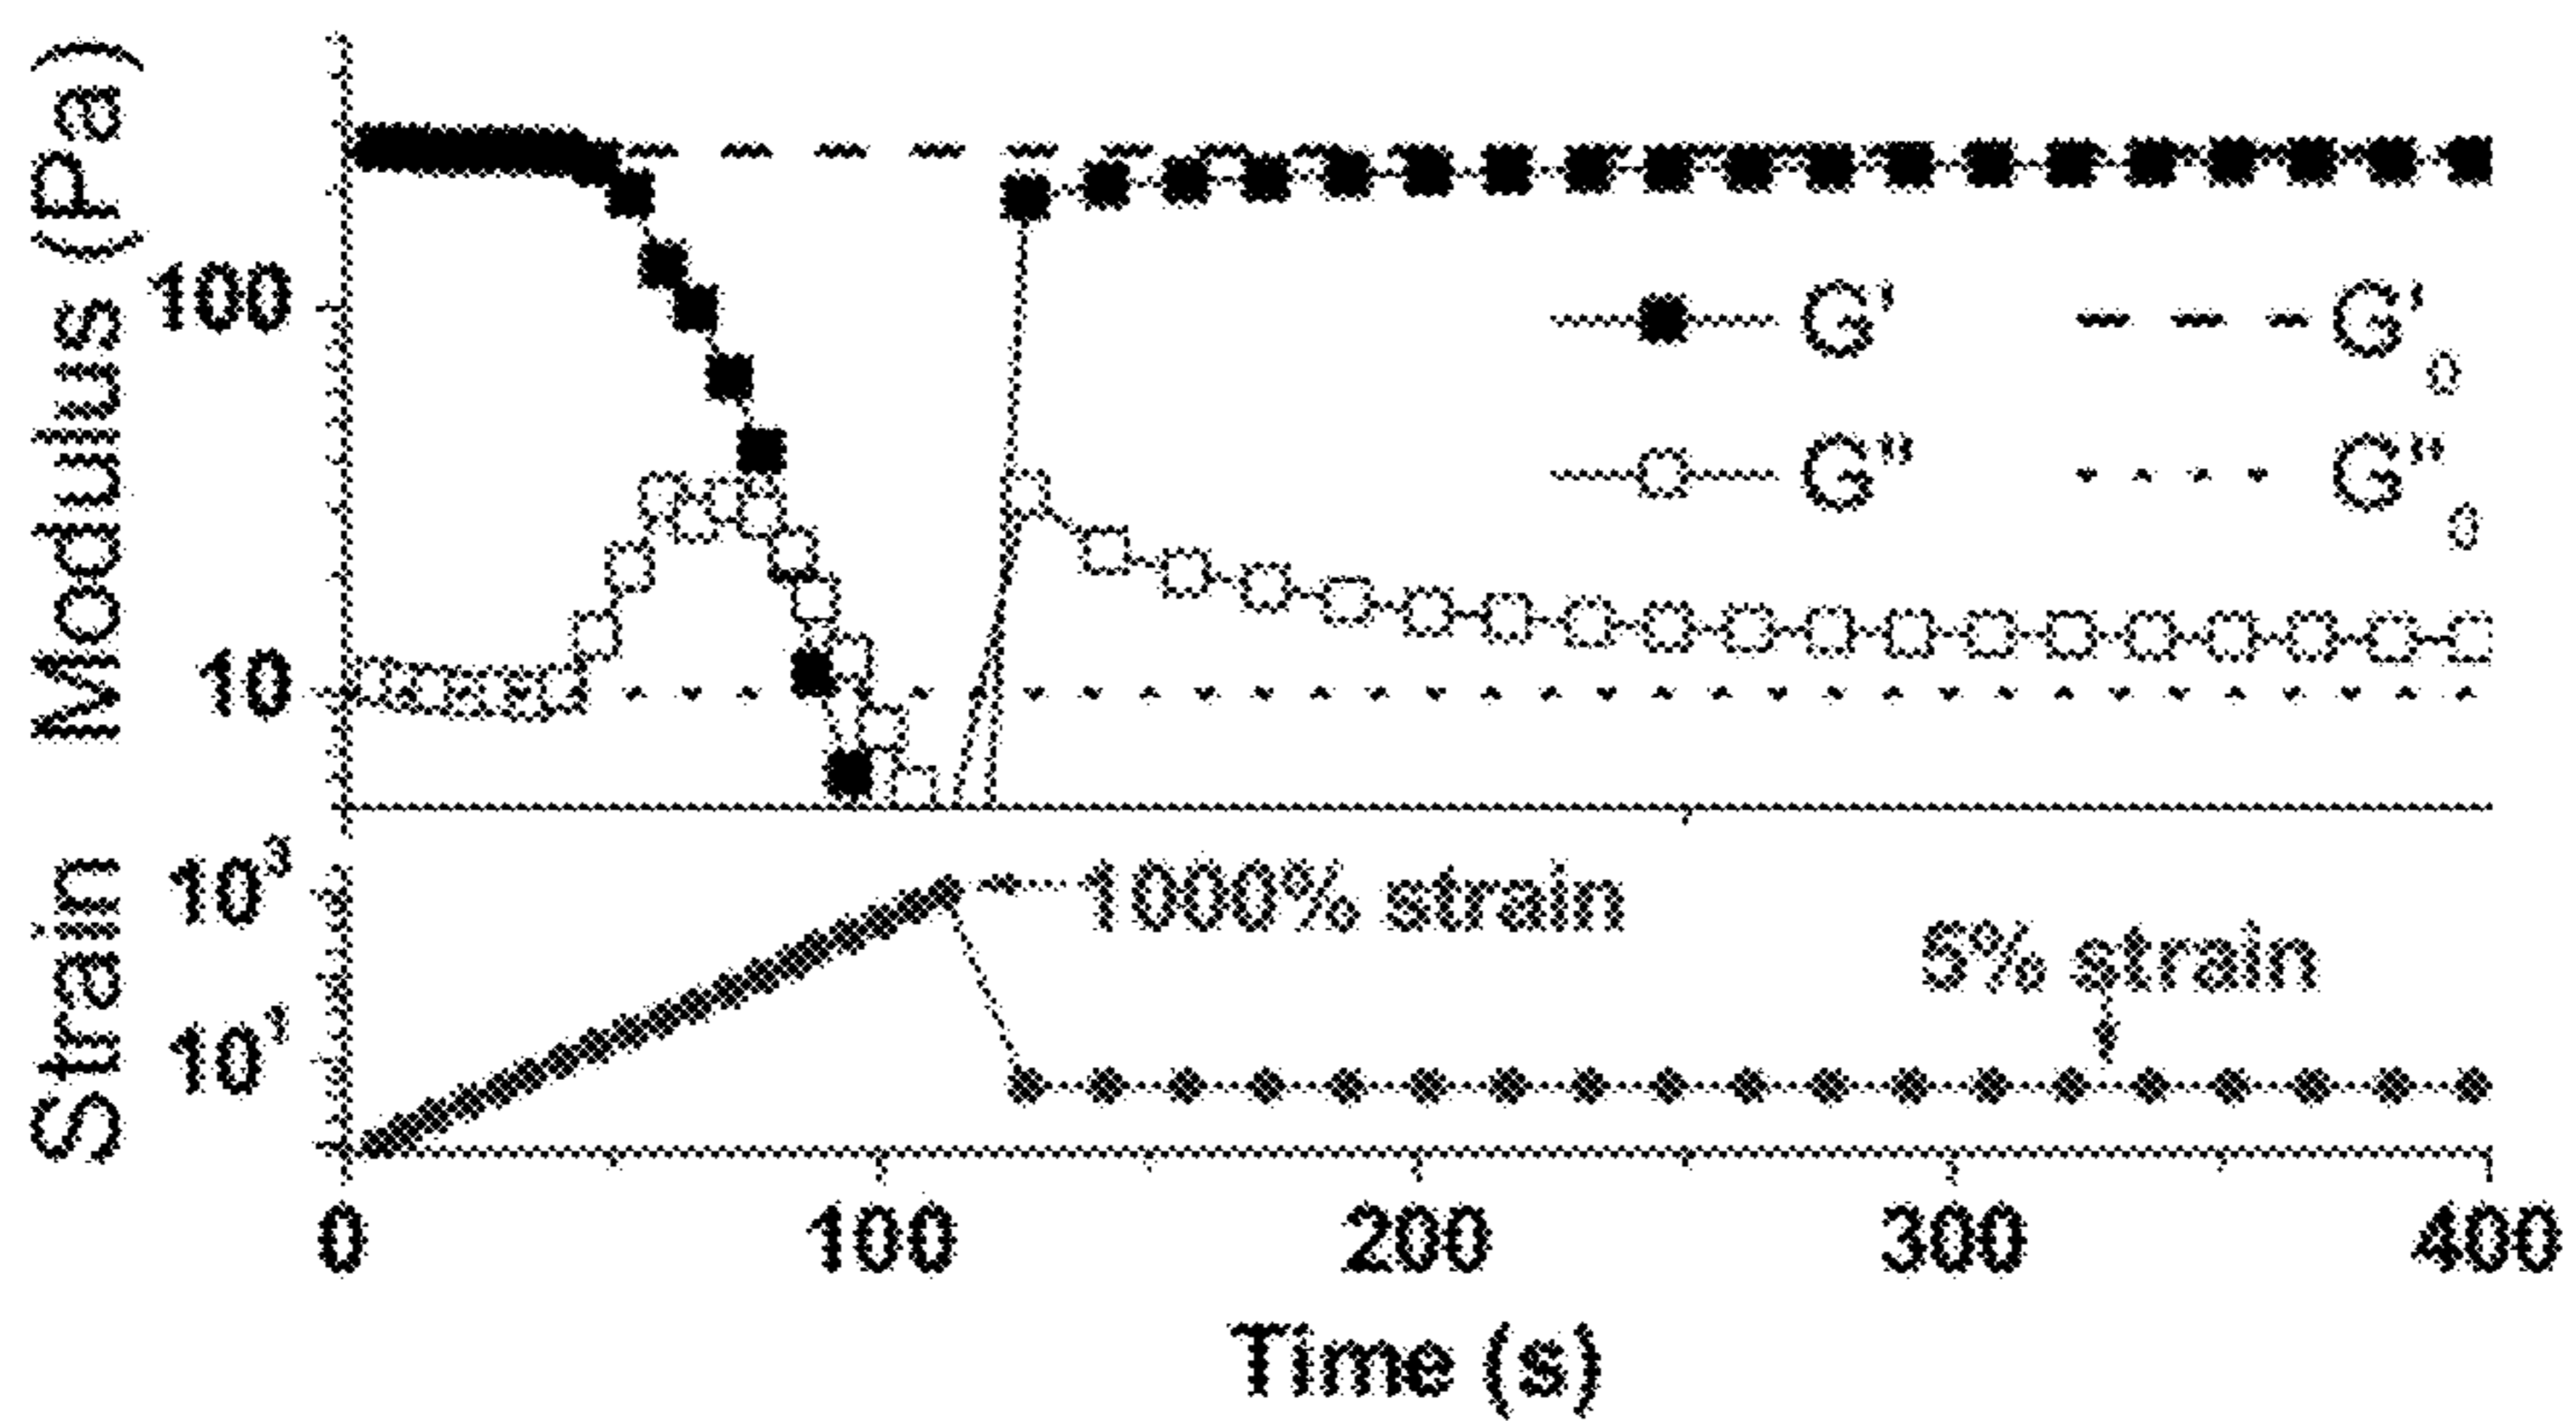 Modulus (Pa)
100
10
G' G'0
G" G"0
Strain
10³
10¹
1000% strain
5% strain
0 100 200 300 400
Time (s)